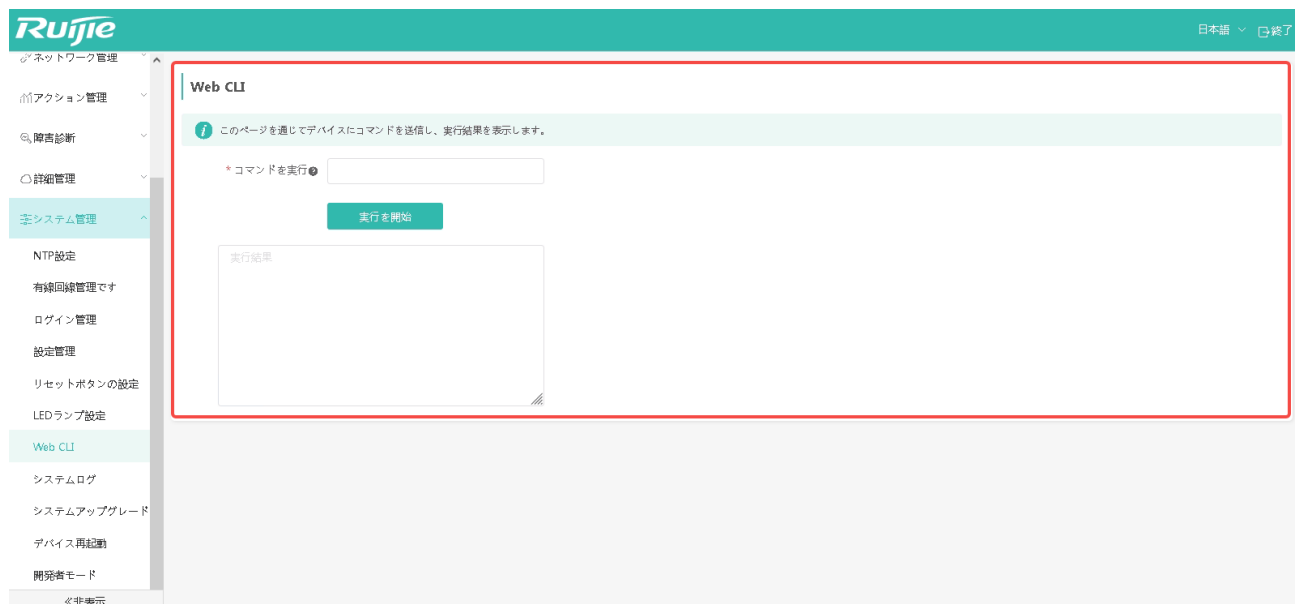 Ruijie
日本語 終了
ネットワーク管理
アクション管理
障害診断
詳細管理
システム管理
NTP設定
有線回線管理です
ログイン管理
設定管理
リセットボタンの設定
LEDランプ設定
Web CLI
システムログ
システムアップグレード
デバイス再起動
開発者モード
≪非表示
Web CLI
このページを通じてデバイスにコマンドを送信し、実行結果を表示します。
* コマンドを実行
実行を開始
実行結果